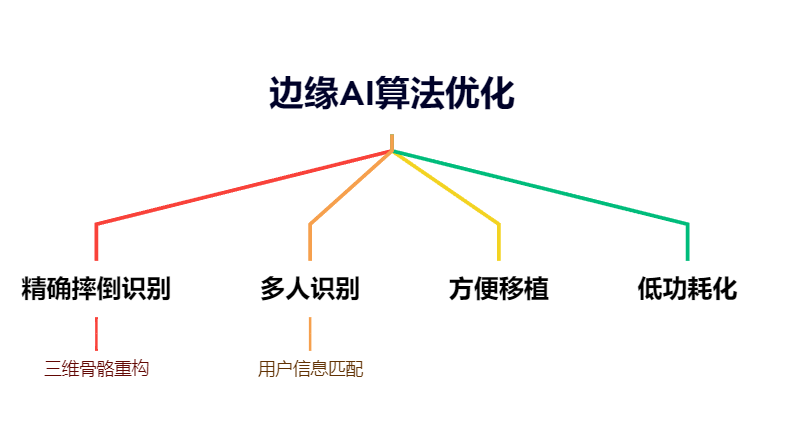 边缘AI算法优化
精确摔倒识别
多人识别
方便移植
低功耗化
三维骨骼重构
用户信息匹配